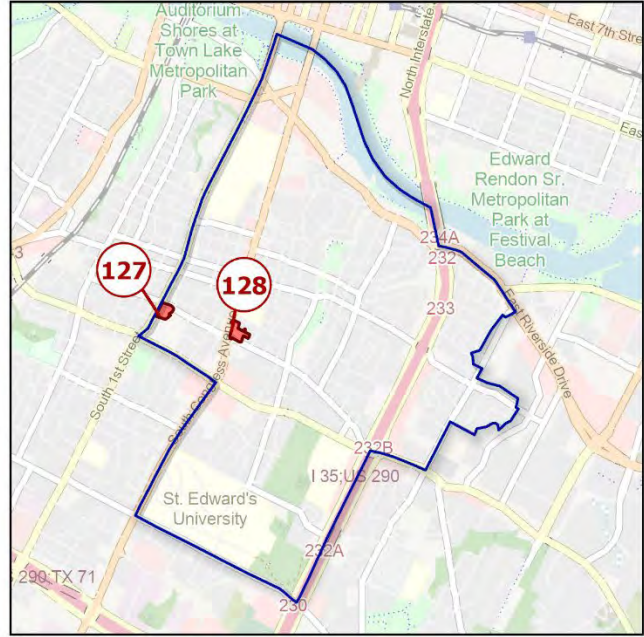 Auditorium
Shores at
Town Lake
Metropolitan
Park
East 7th Stre
North Interstate
Eas
Edward
Rendon Sr.
Metropolitan
Park at
Festival
Beach
234A
232
3
127
128
233
East Riverside Drive
South 1st Street
South Congress Avenue
232B
I 35;US 290
St. Edward's
University
232A
S 290;TX 71
230